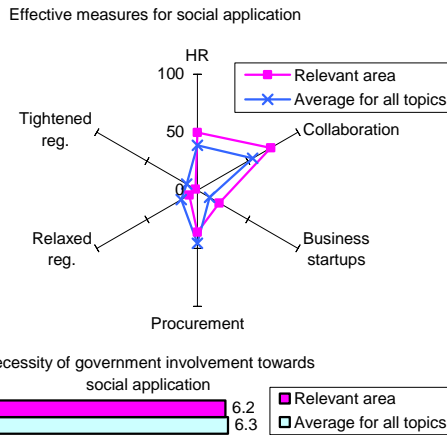 Effective measures for social application
HR
100
Relevant area
Average for all topics
Tightened
reg.
50
Collaboration
0
Relaxed
reg.
Business
startups
Procurement
ecessity of government involvement towards
social application
6.2
6.3
Relevant area
Average for all topics